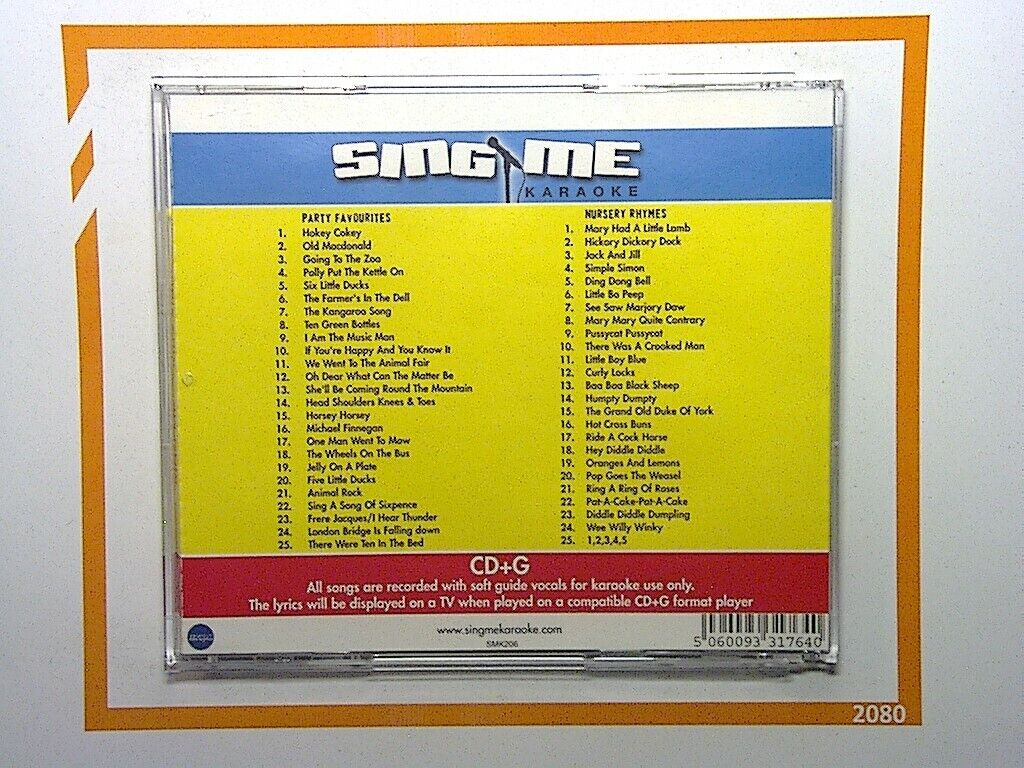 SING ME
KARAOKE
PARTY FAVOURITES
1. Hokey Cokey
2. Old Macdonald
3. Going To The Zoo
4. Polly Put The Kettle On
5. Six Little Ducks
6. The Farmer's In The Dell
7. The Kangaroo Song
8. Ten Green Bottles
9. I Am The Music Man
10. If You're Happy And You Know It
11. We Went To The Animal Fair
12. Oh Dear What Can The Matter Be
13. She'll Be Coming Round The Mountain
14. Head Shoulders Knees & Toes
15. Horsey Horsey
16. Michael Finnegan
17. One Man Went To Mow
18. The Wheels On The Bus
19. Jelly On A Plate
20. Five Little Ducks
21. Animal Rock
22. Sing A Song Of Sixpence
23. Frere Jacques/I Hear Thunder
24. London Bridge Is Falling down
25. There Were Ten In The Bed
NURSERY RHYMES
1. Mary Had A Little Lamb
2. Hickory Dickory Dock
3. Jack And Jill
4. Simple Simon
5. Ding Dong Bell
6. Little Bo Peep
7. See Saw Marjory Daw
8. Mary Mary Quite Contrary
9. Pussycat Pussycat
10. There Was A Crooked Man
11. Little Boy Blue
12. Curly Locks
13. Baa Baa Black Sheep
14. Humpty Dumpty
15. The Grand Old Duke Of York
16. Hot Cross Buns
17. Ride A Cock Horse
18. Hey Diddle Diddle
19. Oranges And Lemons
20. Pop Goes The Weasel
21. Ring A Ring Of Roses
22. Pat-A-Cake-Pat-A-Cake
23. Diddle Diddle Dumpling
24. Wee Willy Winky
25. 1,2,3,4,5
CD+G
All songs are recorded with soft guide vocals for karaoke use only.
The lyrics will be displayed on a TV when played on a compatible CD+G format player
www.singmekaraoke.com
SMK206
5 060093 317640
2080